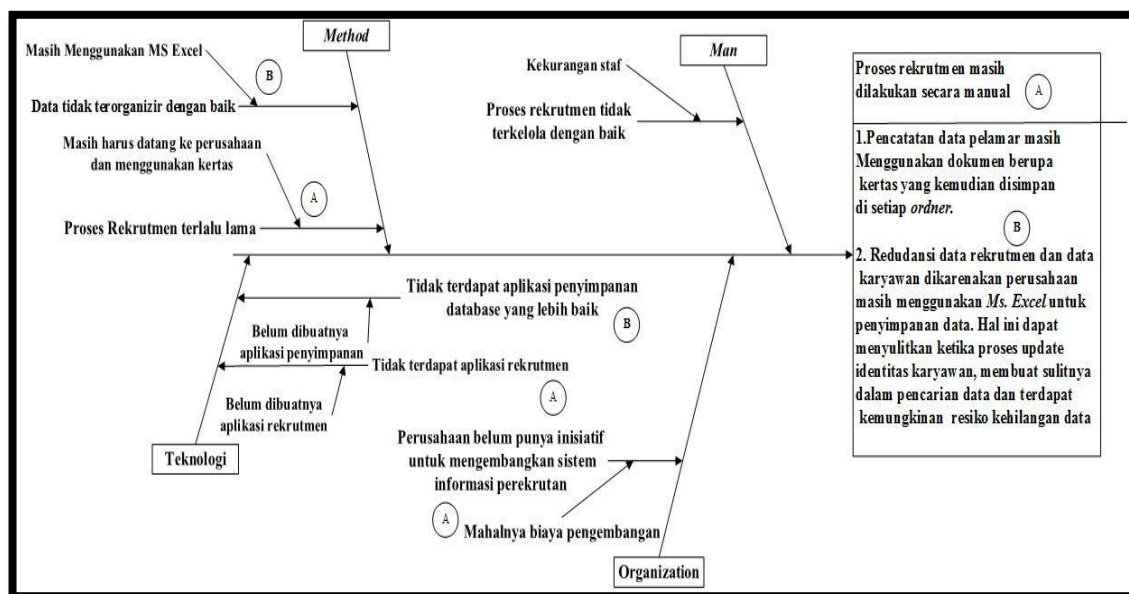 Method
Masih Menggunakan MS Excel
B
Data tidak terorganizir dengan baik
Masih harus datang ke perusahaan
dan menggunakan kertas
A
Proses Rekrutmen terlalu lama
Man
Kekurangan staf
Proses rekrutmen tidak
terkelola dengan baik
Proses rekrutmen masih
dilakukan secara manual
A
1.Pencatatan data pelamar masih
Menggunakan dokumen berupa
kertas yang kemudian disimpan
di setiap ordner.
B
2. Redudansi data rekrutmen dan data
karyawan dikarenakan perusahaan
masih menggunakan Ms. Excel untuk
penyimpanan data. Hal ini dapat
menyulitkan ketika proses update
identitas karyawan, membuat sulitnya
dalam pencarian data dan terdapat
kemungkinan resiko kehilangan data
Tidak terdapat aplikasi penyimpanan
database yang lebih baik
B
Belum dibuatnya
aplikasi penyimpanan
Tidak terdapat aplikasi rekrutmen
A
Belum dibuatnya
aplikasi rekrutmen
Teknologi
Perusahaan belum punya inisiatif
untuk mengembangkan sistem
informasi perekrutan
A
Mahalnya biaya pengembangan
Organization